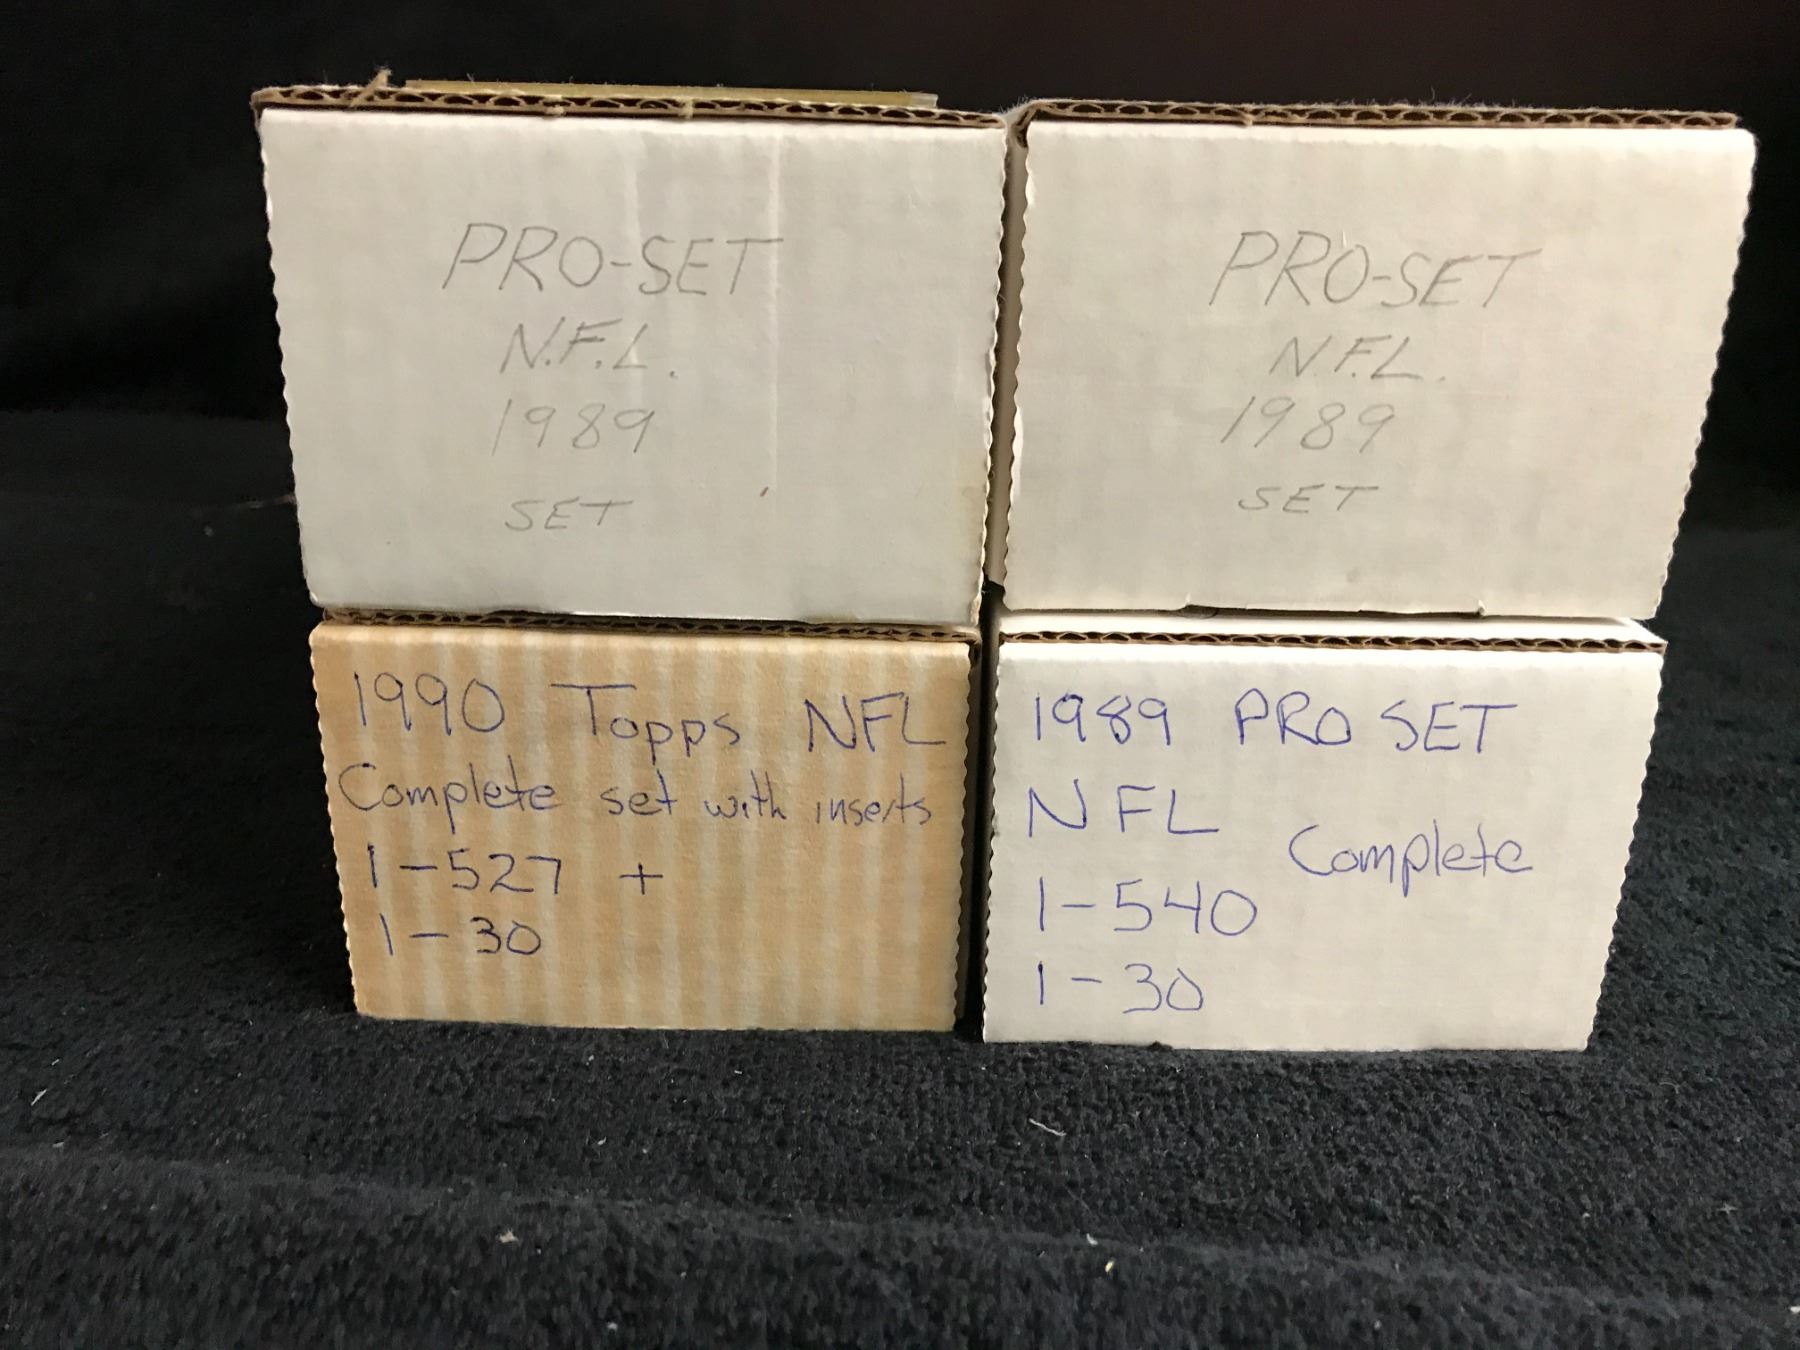 PRO-SET
N.F.L.
1989
SET
PRO-SET
N.F.L.
1989
SET
1990 Topps NFL
Complete set with inserts
1-527 +
1-30
1989 PRO SET
NFL
Complete
1-540
1-30